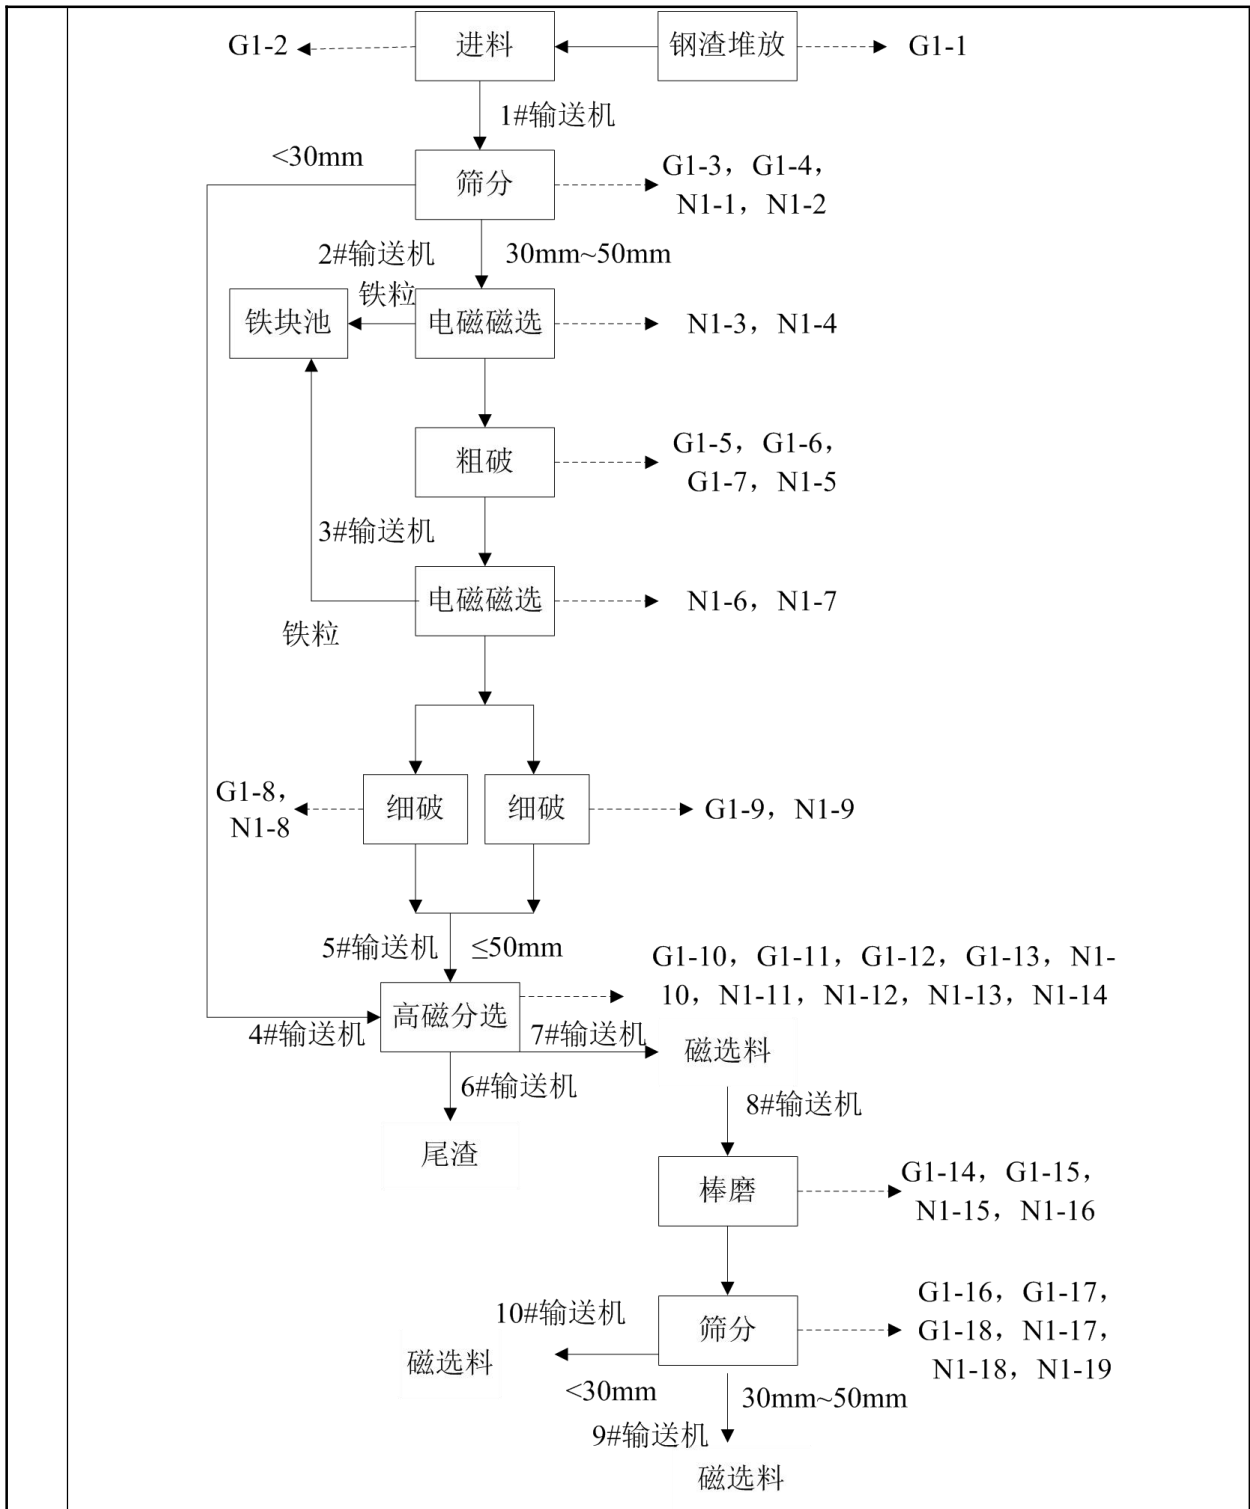 G1-2
进料
钢渣堆放
G1-1
1#输送机
<30mm
筛分
G1-3，G1-4，
N1-1，N1-2
2#输送机
30mm~50mm
铁粒
铁块池
电磁磁选
N1-3，N1-4
粗破
G1-5，G1-6，
G1-7，N1-5
3#输送机
电磁磁选
N1-6，N1-7
铁粒
G1-8，
N1-8
细破
细破
G1-9，N1-9
5#输送机
≤50mm
G1-10，G1-11，G1-12，G1-13，N1-
10，N1-11，N1-12，N1-13，N1-14
4#输送机
高磁分选
7#输送机
磁选料
6#输送机
8#输送机
尾渣
棒磨
G1-14，G1-15，
N1-15，N1-16
10#输送机
筛分
G1-16，G1-17，
G1-18，N1-17，
N1-18，N1-19
磁选料
<30mm
30mm~50mm
9#输送机
磁选料